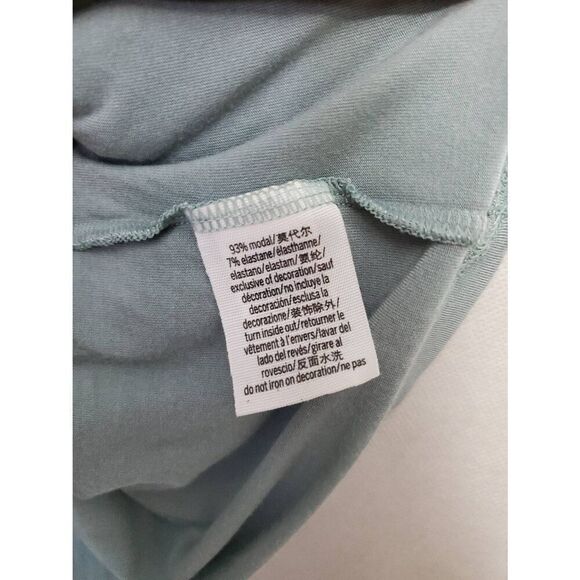 93% modal/莫代尔
7% elastane/élasthanne/
elastano/elastam/氨纶/
exclusive of decoration/sauf
décoration/no incluye la
decoración/esclusa la
decorazione/装饰除外/
turn inside out/retourner le
vêtement à l'envers/lavar del
lado del revés/girare al
rovescio/反面水洗
do not iron on decoration/ne pas